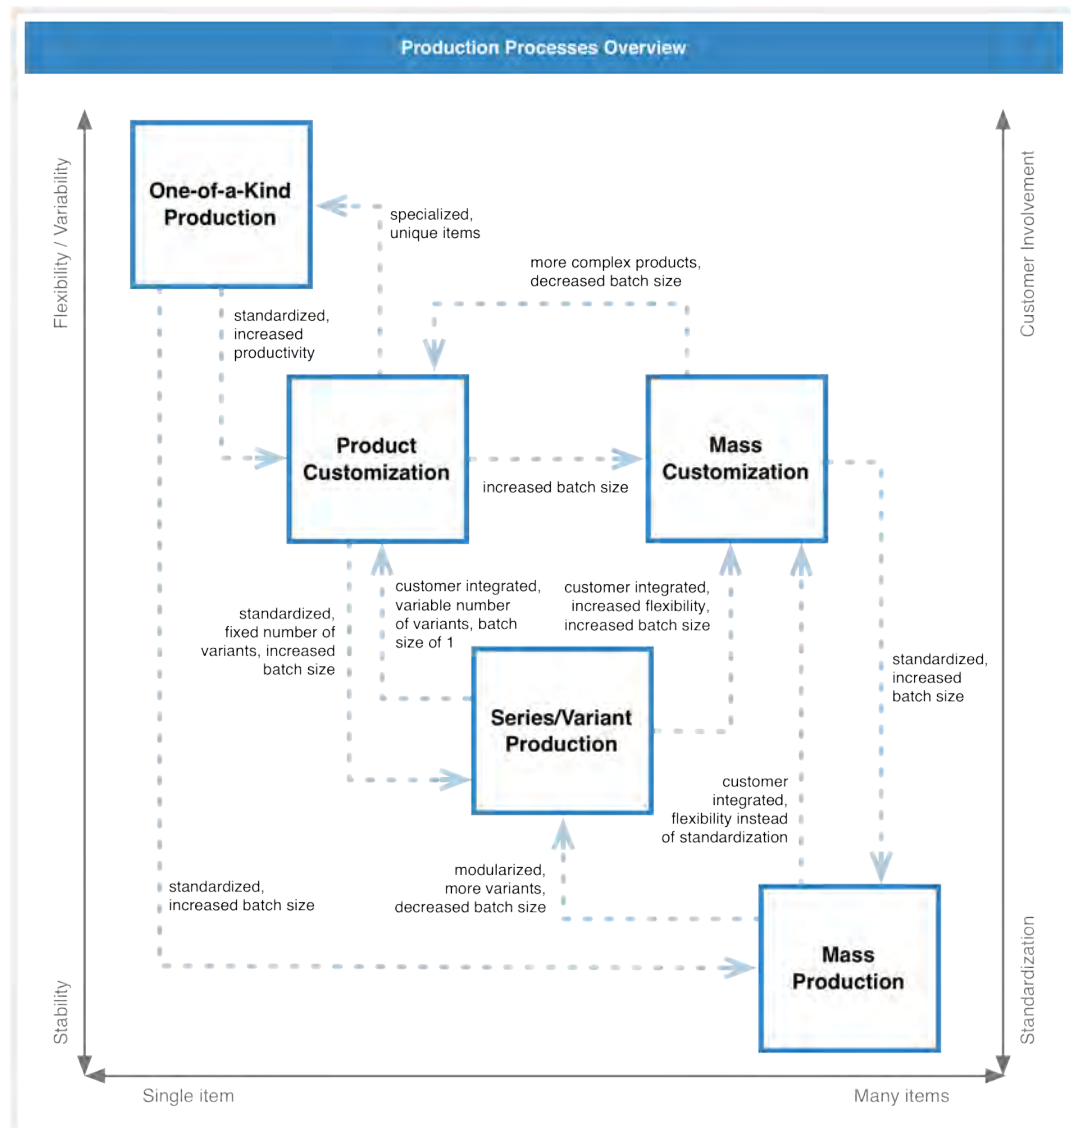 Production Processes Overview
Flexibility / Variability
Customer Involvement
One-of-a-Kind
Production
specialized,
unique items
more complex products,
decreased batch size
standardized,
increased
productivity
Product
Customization
increased batch size
Mass
Customization
standardized,
fixed number of
variants, increased
batch size
customer integrated,
variable number
of variants, batch
size of 1
customer integrated,
increased flexibility,
increased batch size
Series/Variant
Production
standardized,
increased
batch size
customer
integrated,
flexibility instead
of standardization
modularized,
more variants,
decreased batch size
standardized,
increased batch size
Mass
Production
Stability
Standardization
Single item
Many items